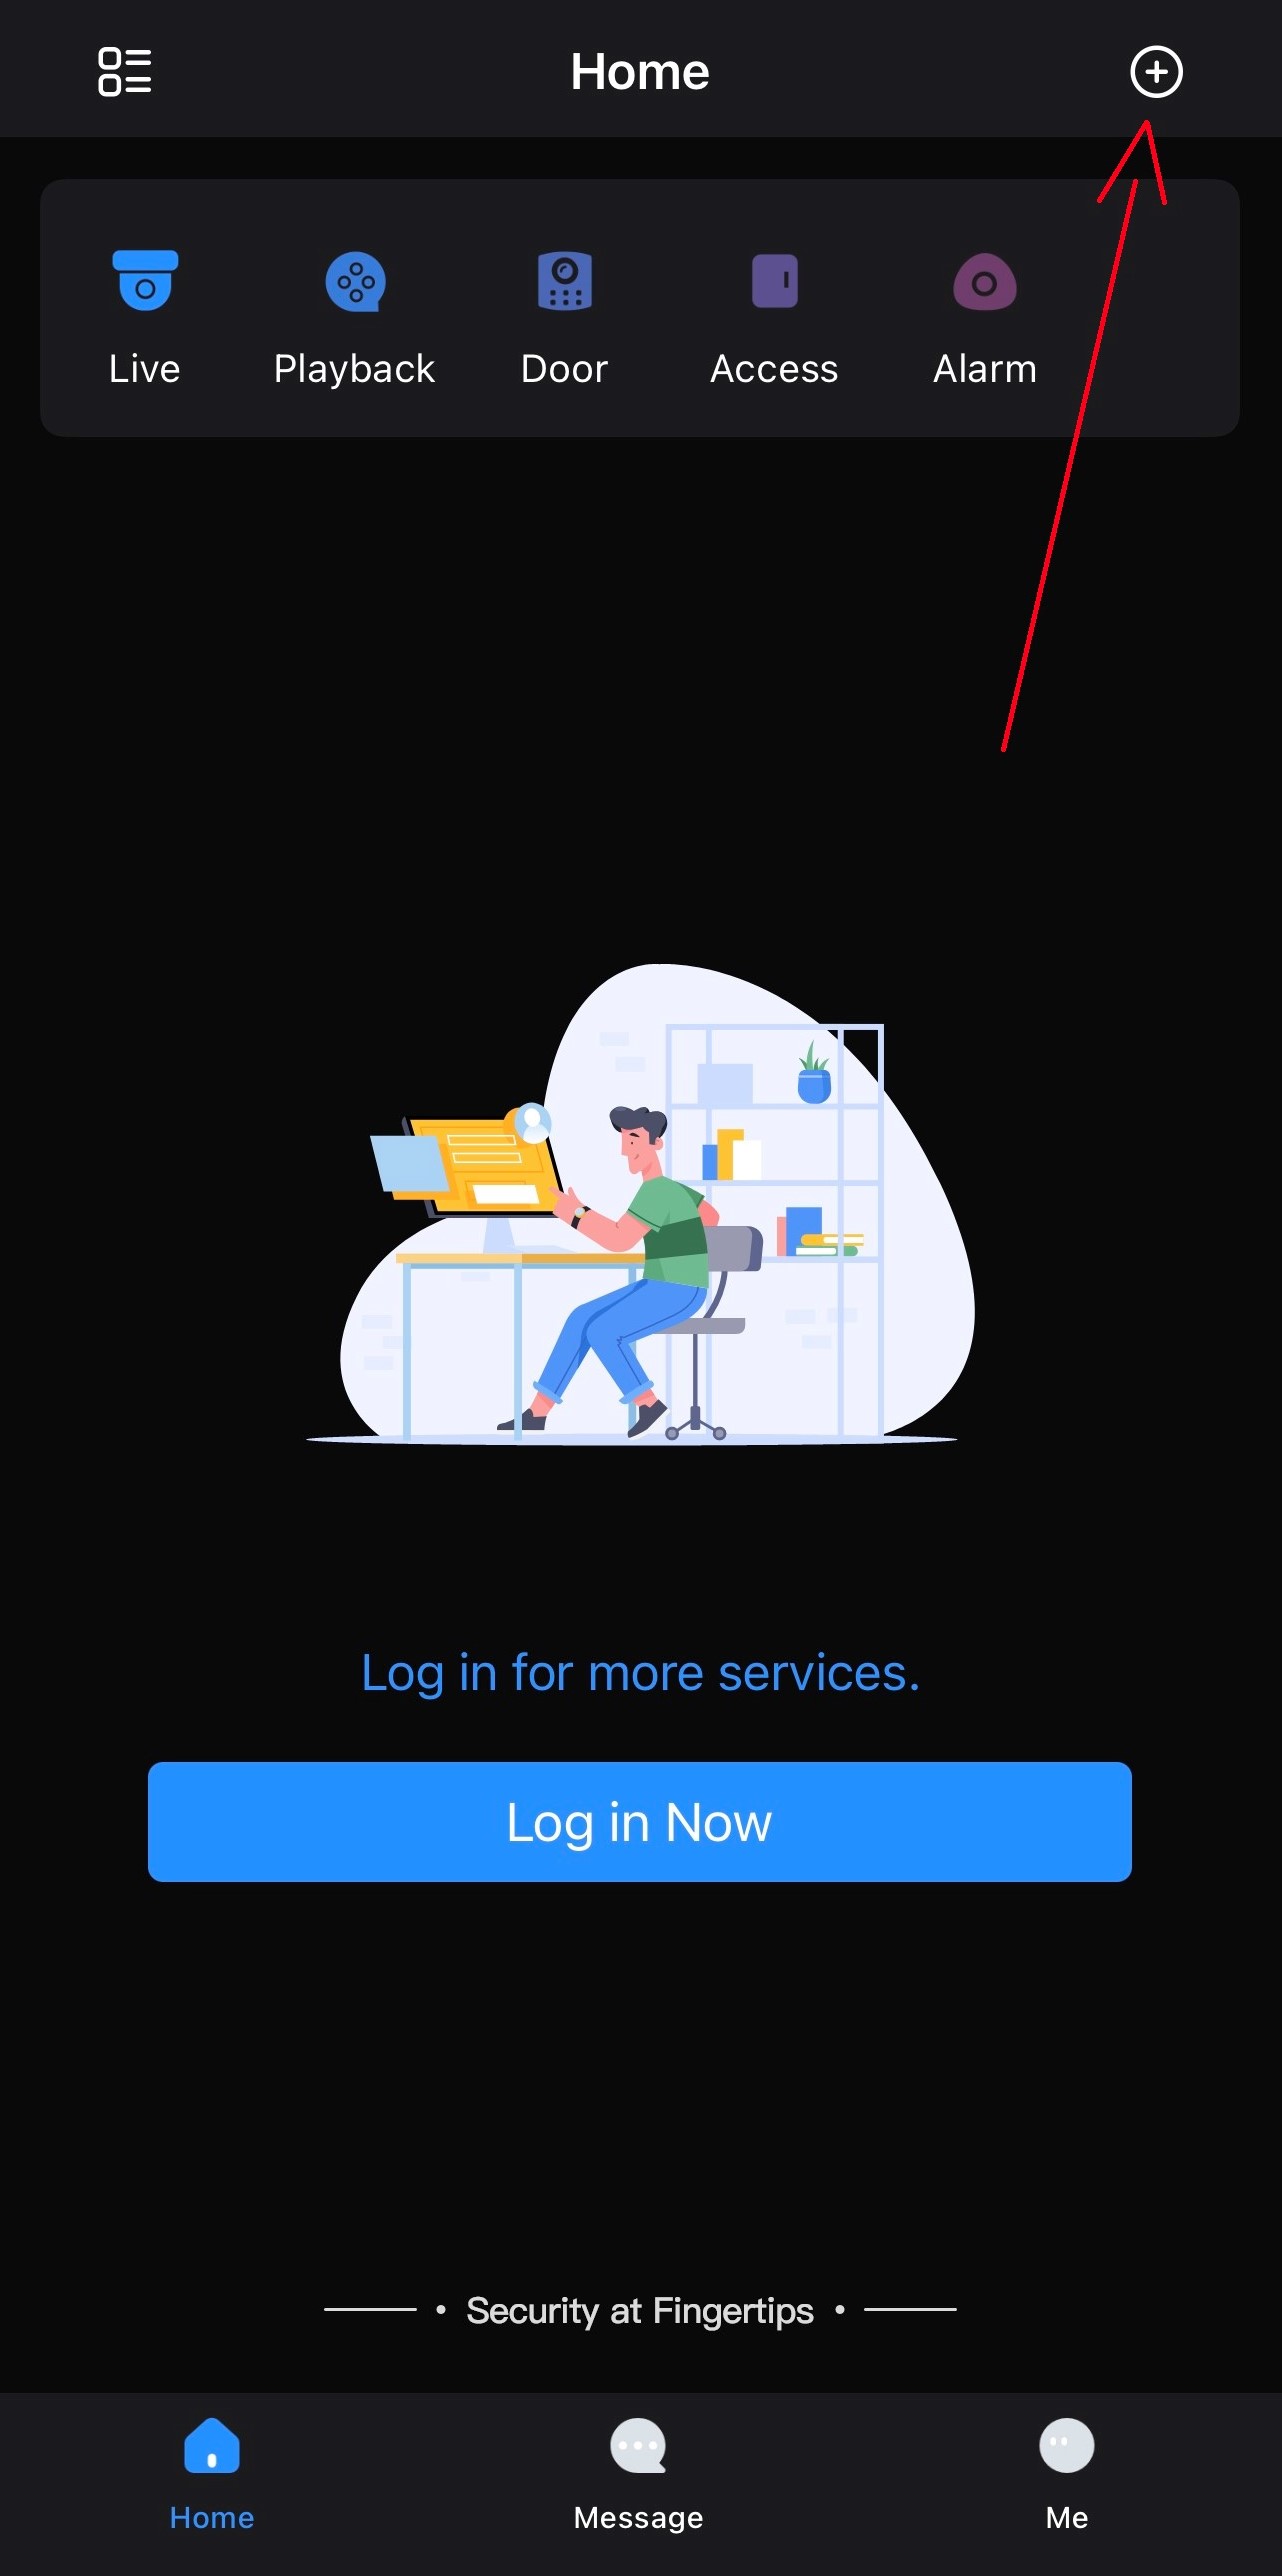 Home
Live
Playback
Door
Access
Alarm
Log in for more services.
Log in Now
Security at Fingertips
Home
Message
Me